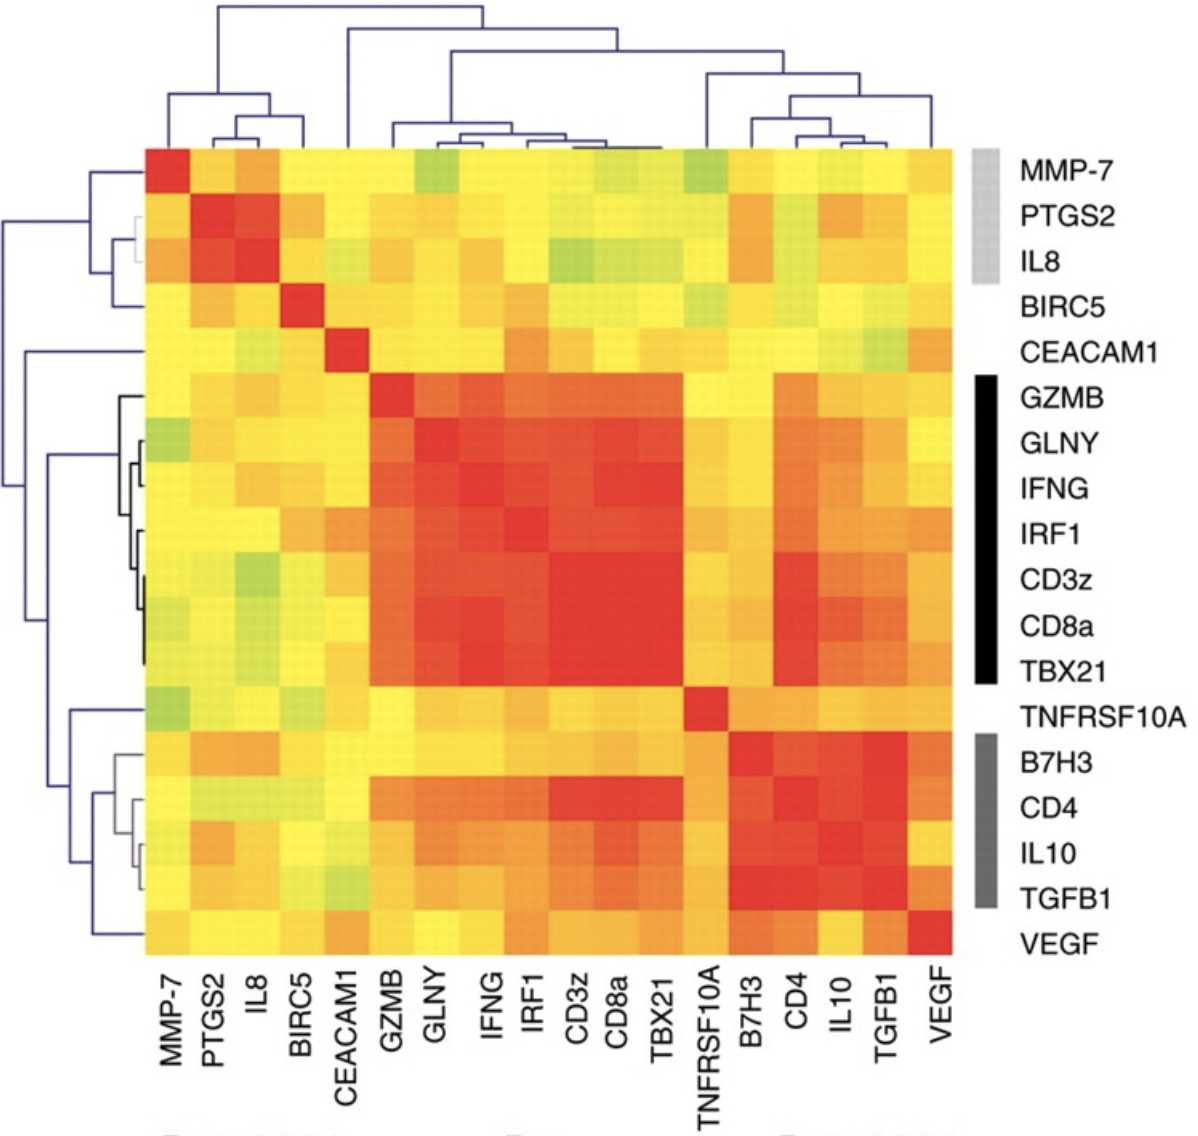 MMP-7
PTGS2
IL8
BIRC5
CEACAM1
GZMB
GLNY
IFNG
IRF1
CD3z
CD8a
TBX21
TNFRSF10A
B7H3
CD4
IL10
TGFB1
VEGF
MMP-7 PTGS2 IL8 BIRC5 CEACAM1 GZMB GLNY IFNG IRF1 CD3z CD8a TBX21 TNFRSF10A B7H3 CD4 IL10 TGFB1 VEGF